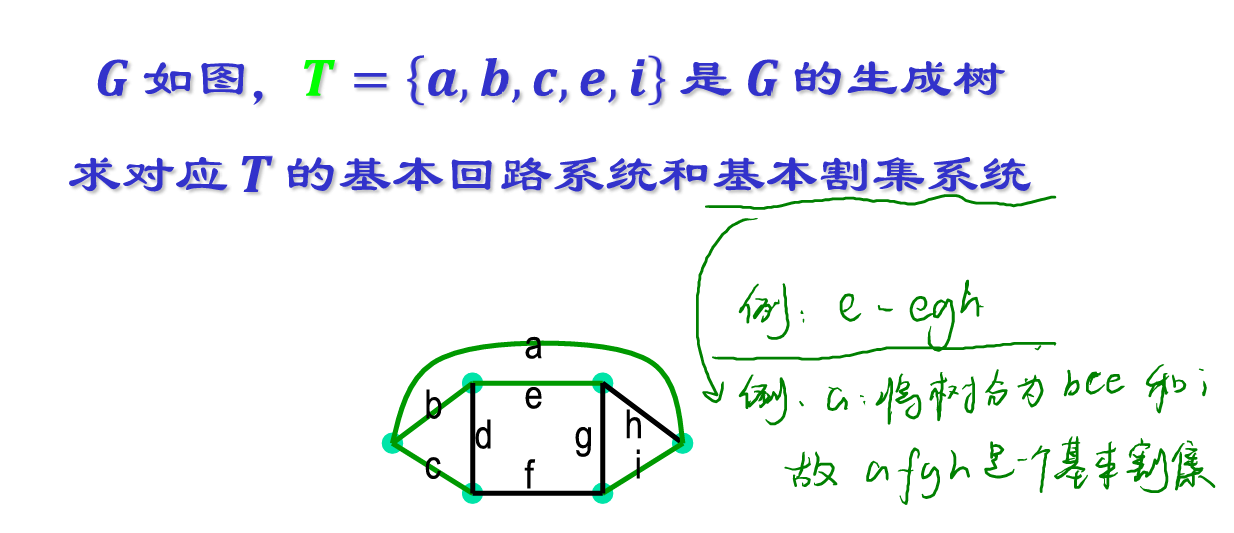 G 如图，T = {a, b, c, e, i} 是 G 的生成树
求对应 T 的基本回路系统和基本割集系统
例：e - egh
例、a：将树分为 bce 和 i
故 afgh 是一个基本割集
a
b
e
d
g
h
c
f
i